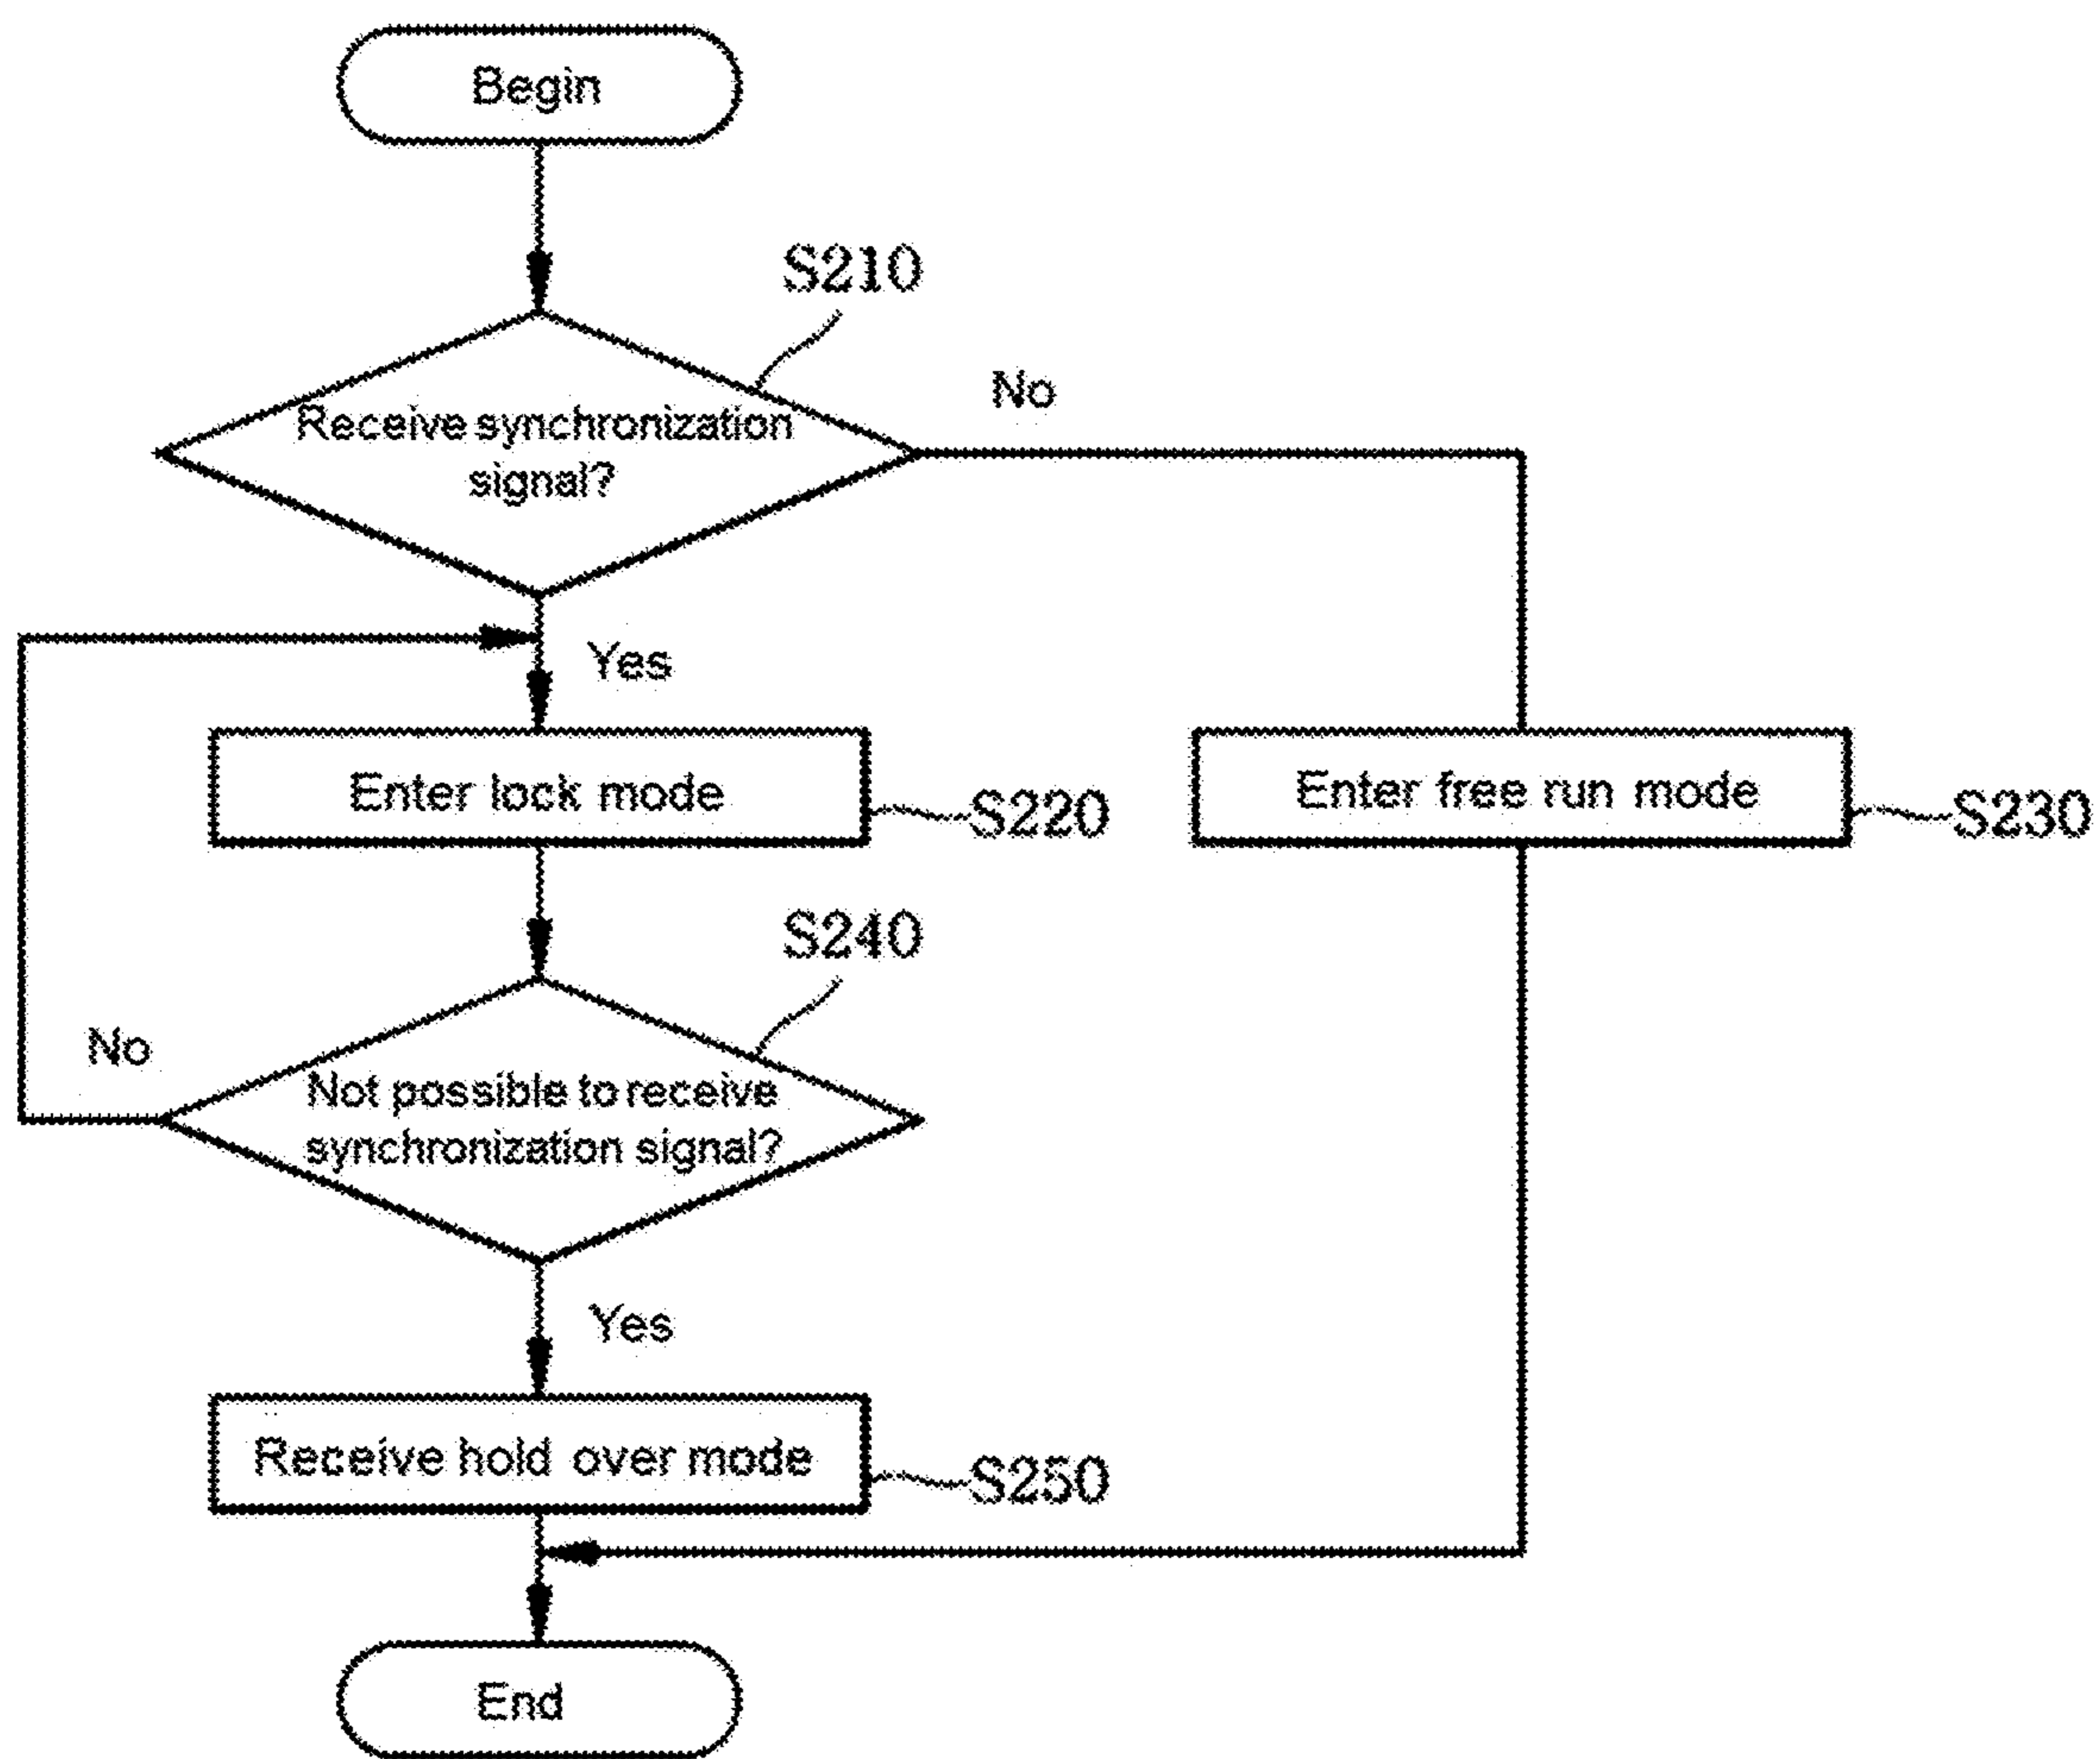 Begin
S210
No
Receive synchronization
signal?
Yes
Enter lock mode
S220
Enter free run mode
S230
S240
No
Not possible to receive
synchronization signal?
Yes
Receive hold over mode
S250
End